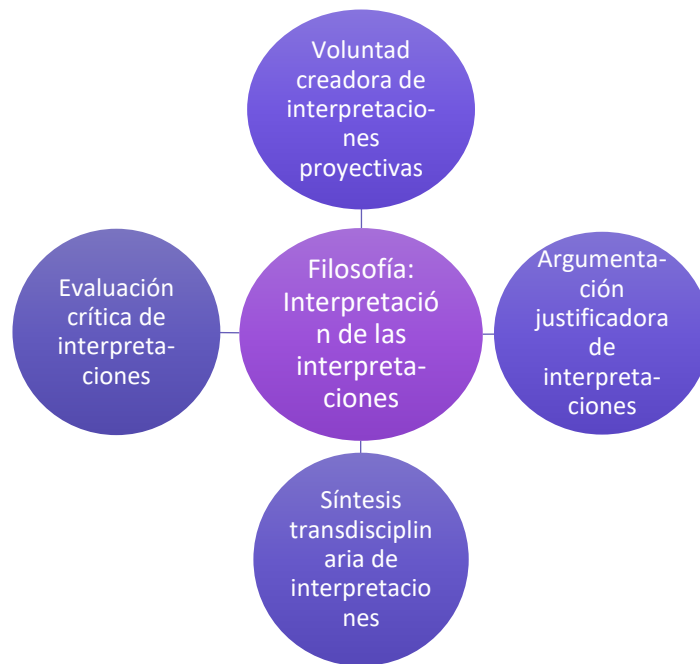 Voluntad
creadora de
interpretacio-
nes
proyectivas
Evaluación
crítica de
interpreta-
ciones
Filosofía:
Interpretació
n de las
interpreta-
ciones
Argumenta-
ción
justificadora
de
interpreta-
ciones
Síntesis
transdisciplin
aria de
interpretacio
nes